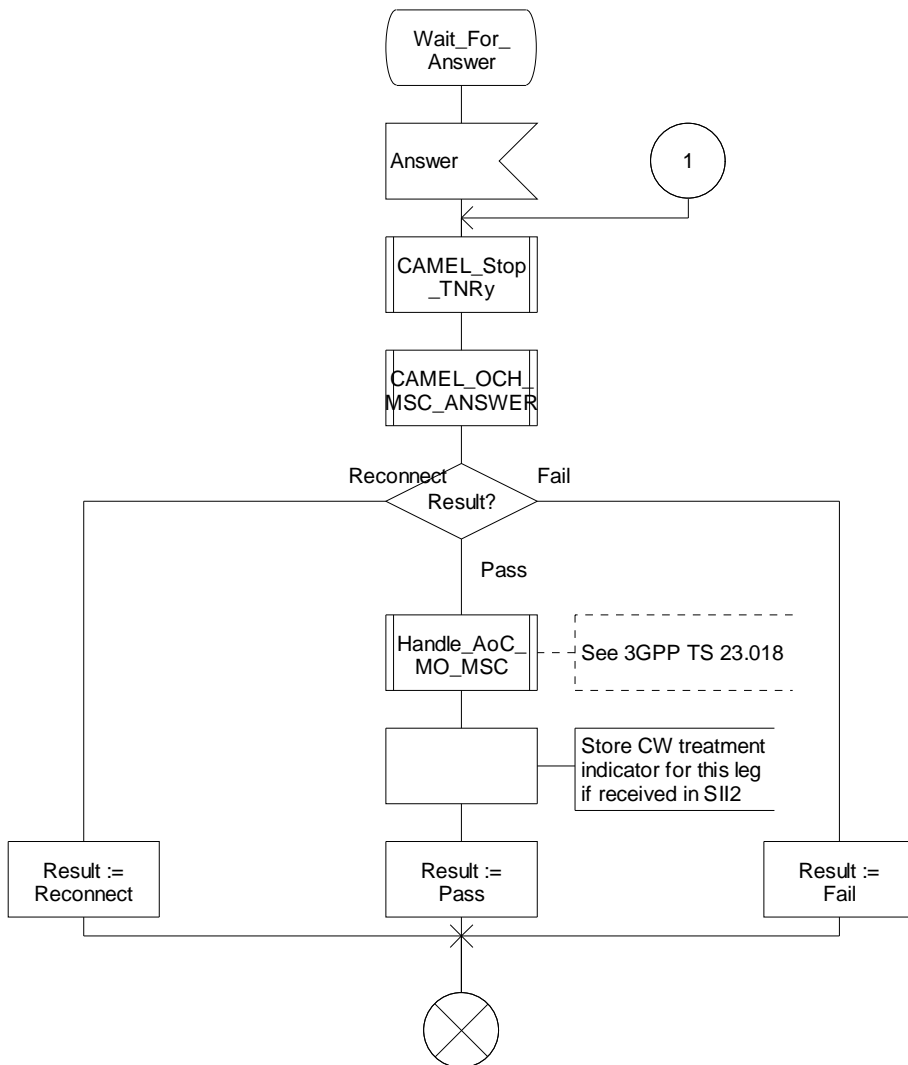 Wait_For_
Answer
Answer
1
CAMEL_Stop
_TNRy
CAMEL_OCH_
MSC_ANSWER
Reconnect
Fail
Result?
Pass
Handle_AoC_
MO_MSC
See 3GPP TS 23.018
Store CW treatment
indicator for this leg
if received in SII2
Result :=
Reconnect
Result :=
Pass
Result :=
Fail